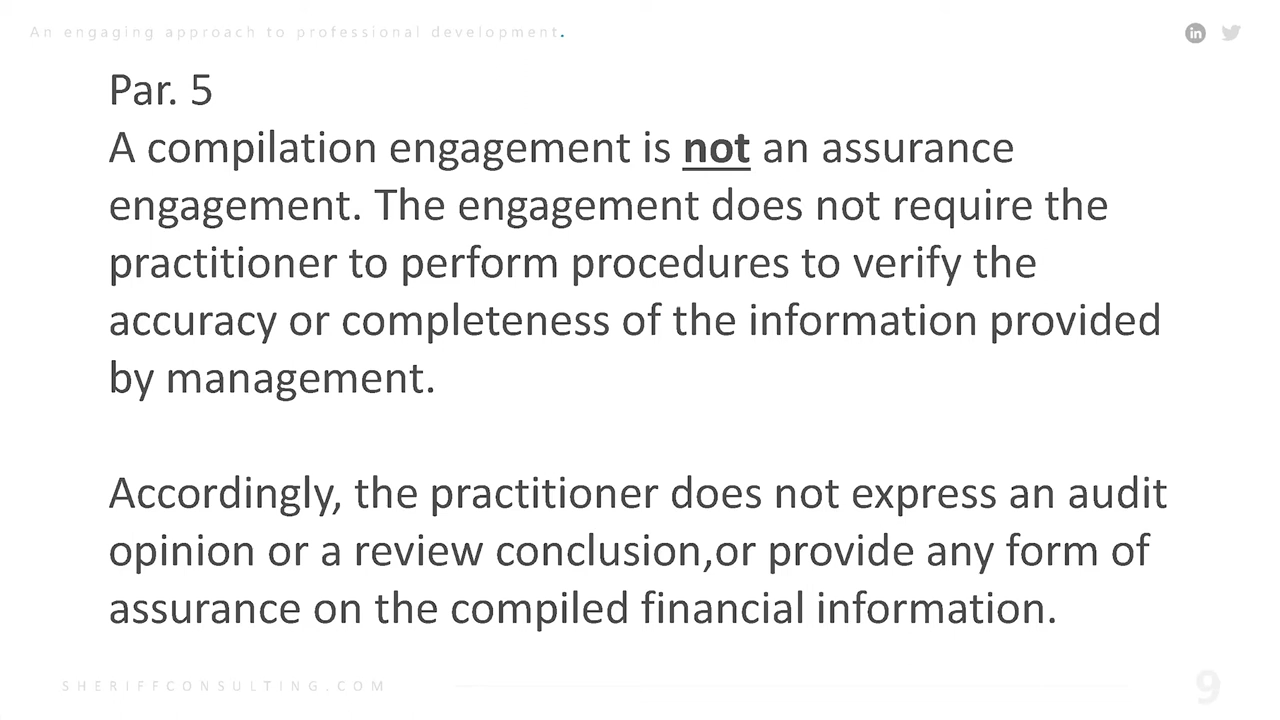 An engaging approach to professional development.
in
Par. 5
A compilation engagement is not an assurance
engagement. The engagement does not require the
practitioner to perform procedures to verify the
accuracy or completeness of the information provided
by management.
Accordingly, the practitioner does not express an audit
opinion or a review conclusion,or provide any form of
assurance on the compiled financial information.
SHERIFFCONSULTING.COM
9